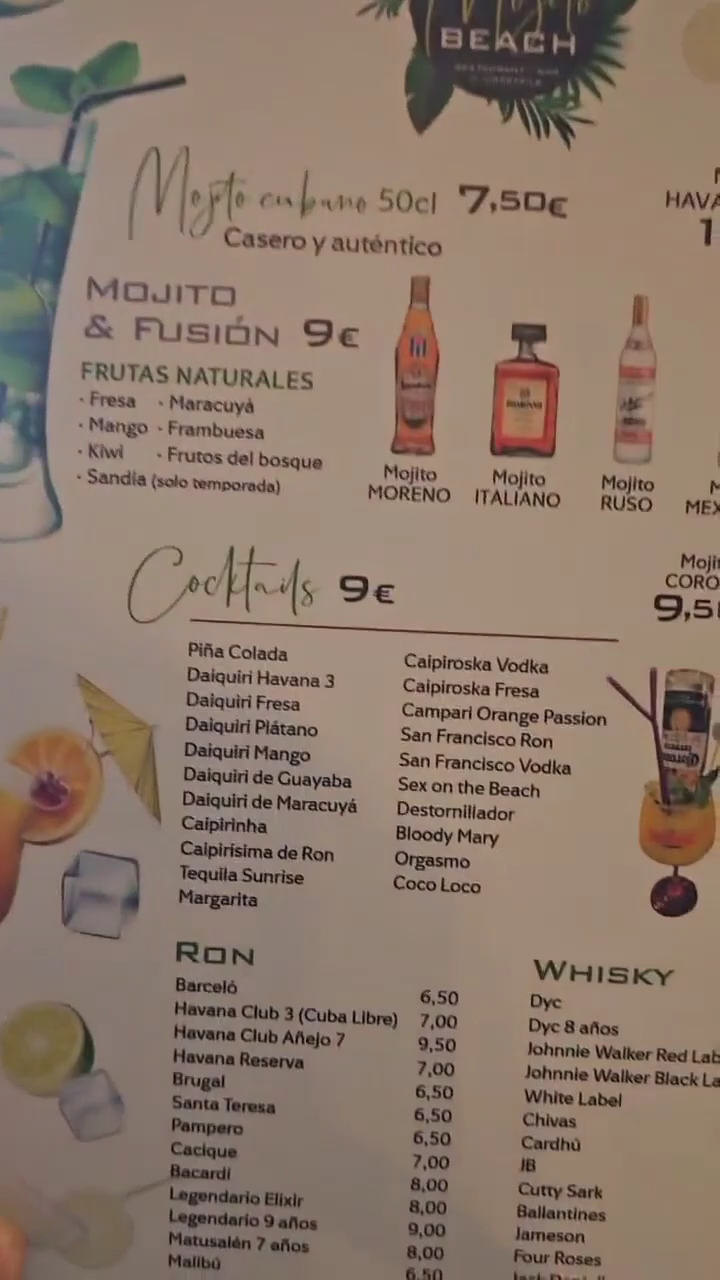 Mojito
BEACH
Mojito cubano 50cl 7,50€
Casero y auténtico
MOJITO
& FUSIÓN 9€
FRUTAS NATURALES
· Fresa · Maracuyá
· Mango · Frambuesa
· Kiwi · Frutos del bosque
· Sandía (solo temporada)
Mojito
MORENO
Mojito
ITALIANO
Mojito
RUSO
Cocktails 9€
Piña Colada
Daiquiri Havana 3
Daiquiri Fresa
Daiquiri Plátano
Daiquiri Mango
Daiquiri de Guayaba
Daiquiri de Maracuyá
Caipirinha
Caipirísima de Ron
Tequila Sunrise
Margarita
Caipiroska Vodka
Caipiroska Fresa
Campari Orange Passion
San Francisco Ron
San Francisco Vodka
Sex on the Beach
Destornillador
Bloody Mary
Orgasmo
Coco Loco
RON
Barceló 6,50
Havana Club 3 (Cuba Libre) 7,00
Havana Club Añejo 7 9,50
Havana Reserva 7,00
Brugal 6,50
Santa Teresa 6,50
Pampero 6,50
Cacique 7,00
Bacardi 8,00
Legendario Elixir 8,00
Legendario 9 años 9,00
Matusalén 7 años 8,00
Malibú 6,50
WHISKY
Dyc
Dyc 8 años
Johnnie Walker Red Lab
Johnnie Walker Black La
White Label
Chivas
Cardhú
JB
Cutty Sark
Ballantines
Jameson
Four Roses